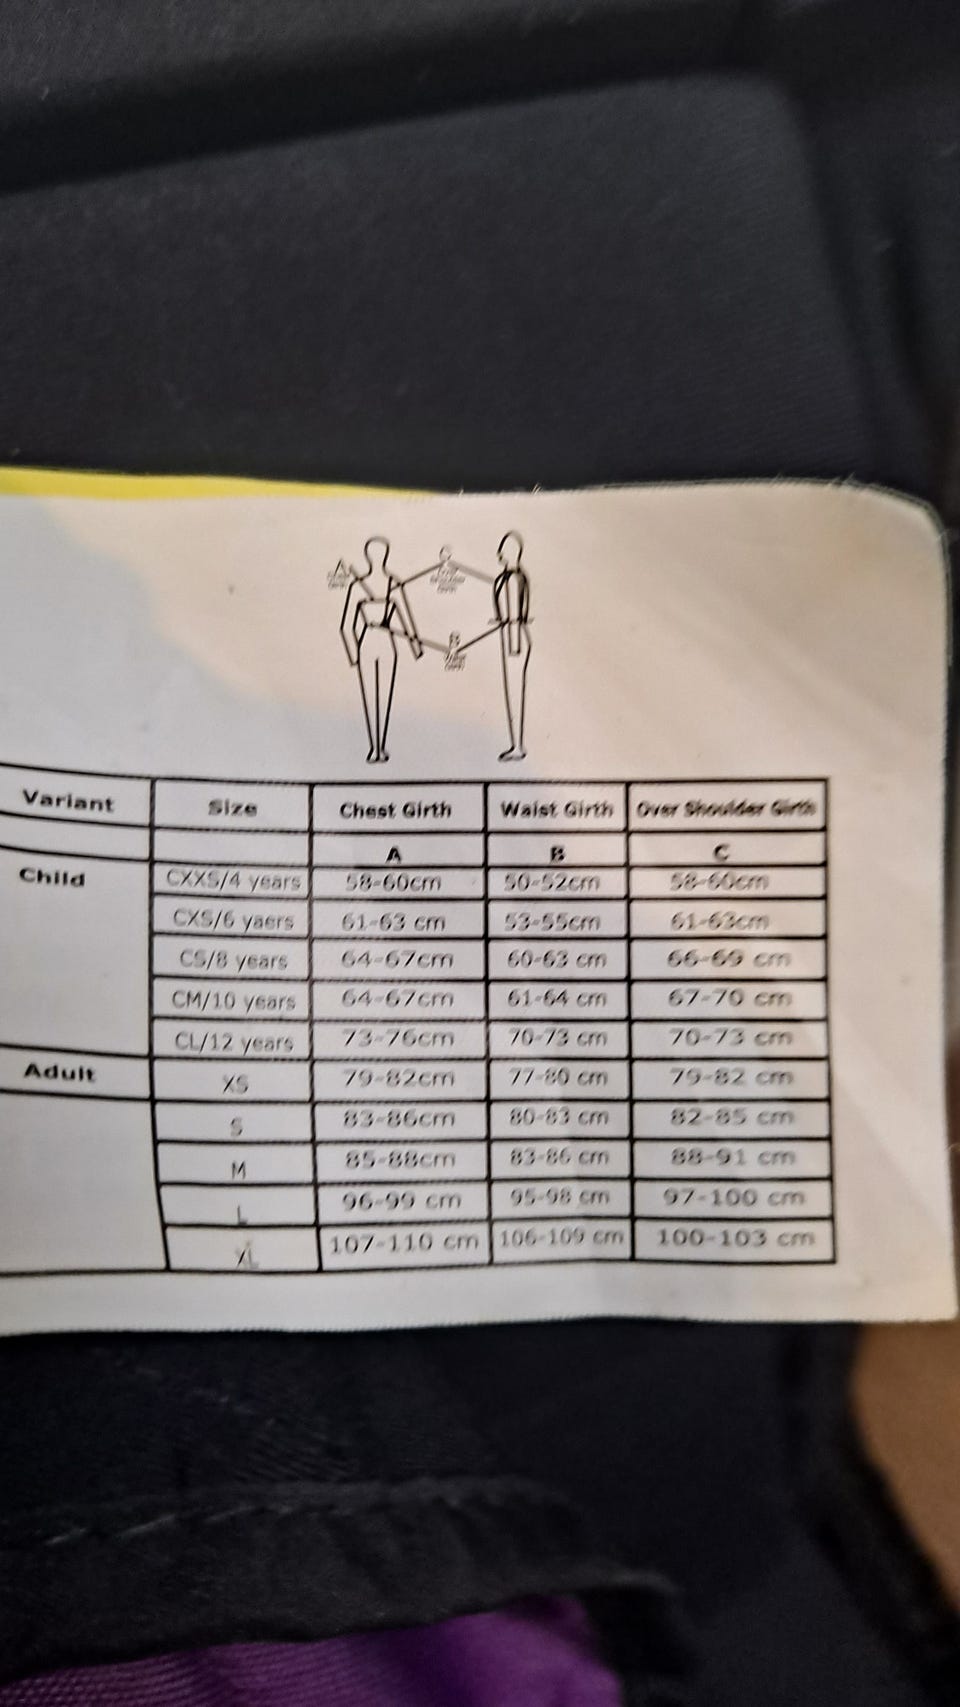 A
C
B
Variant Size Chest Girth Waist Girth Over Shoulder Girth
A B C
Child CXXS/4 years 58-60cm 50-52cm 58-60cm
CXS/6 yaers 61-63 cm 53-55cm 61-63cm
CS/8 years 64-67cm 60-63 cm 66-69 cm
CM/10 years 64-67cm 61-64 cm 67-70 cm
CL/12 years 73-76cm 70-73 cm 70-73 cm
Adult XS 79-82cm 77-80 cm 79-82 cm
S 83-86cm 80-83 cm 82-85 cm
M 85-88cm 83-86 cm 88-91 cm
L 96-99 cm 95-98 cm 97-100 cm
XL 107-110 cm 106-109 cm 100-103 cm